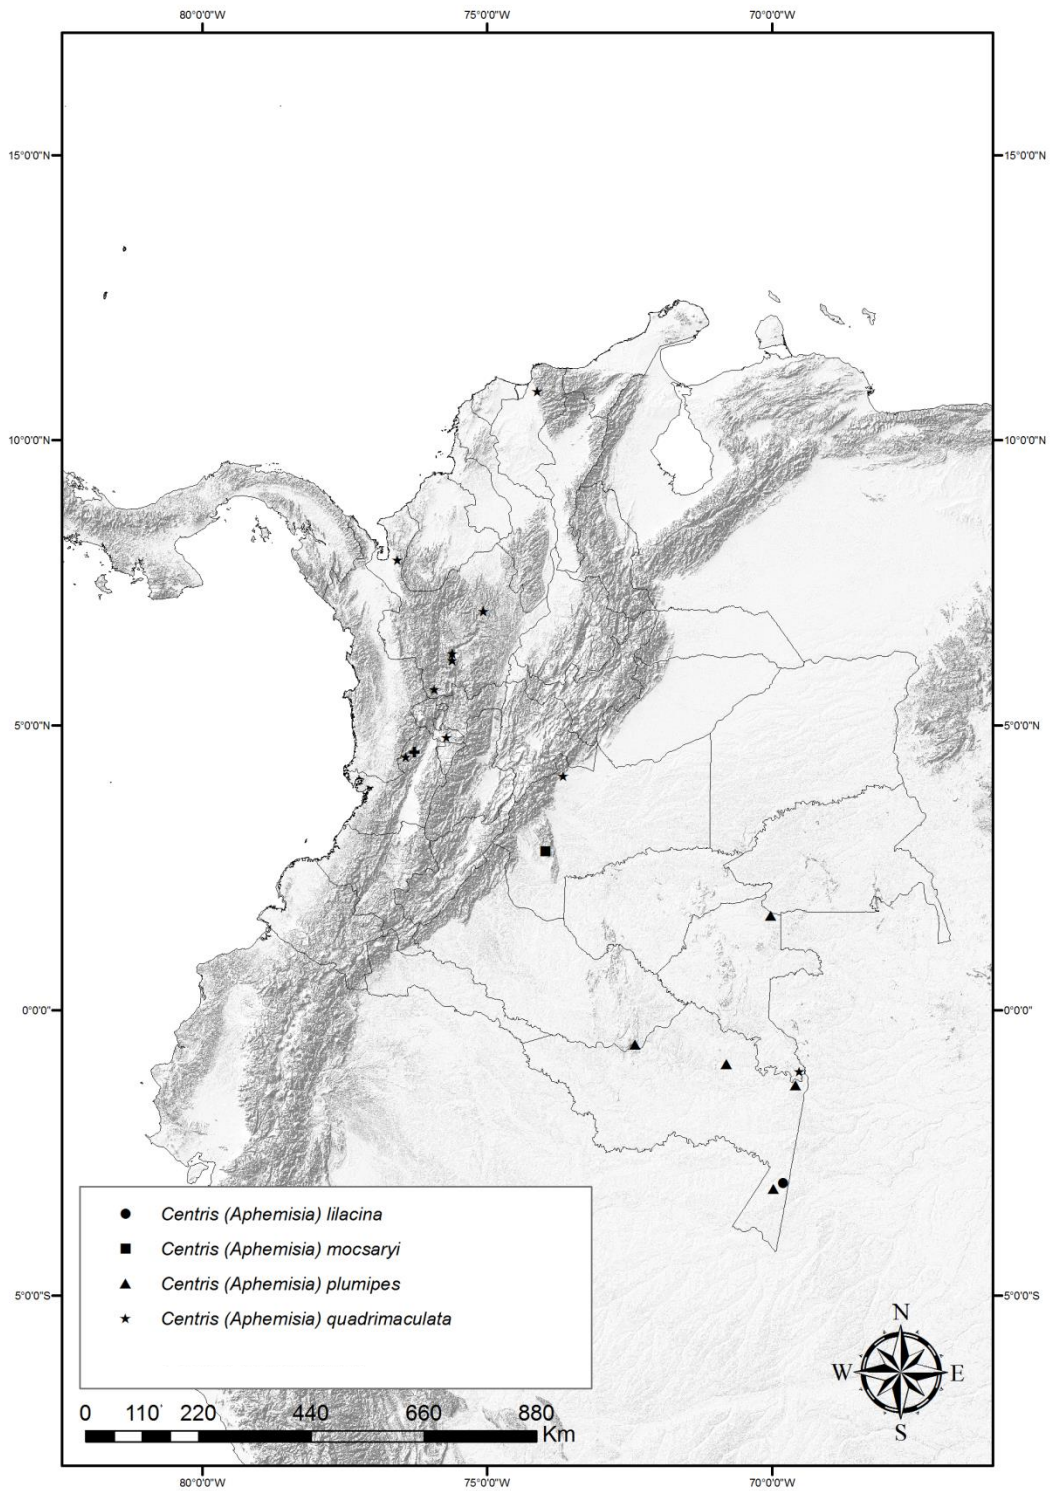 80°0'0"W 75°0'0"W 70°0'0"W
15°0'0"N 15°0'0"N
10°0'0"N 10°0'0"N
5°0'0"N 5°0'0"N
0°0'0" 0°0'0"
Centris (Aphemisia) lilacina
Centris (Aphemisia) mocsaryi
Centris (Aphemisia) plumipes
5°0'0"S 5°0'0"S
Centris (Aphemisia) quadrimaculata
N
W E
S
0 110 220 440 660 880
Km
80°0'0"W 75°0'0"W 70°0'0"W